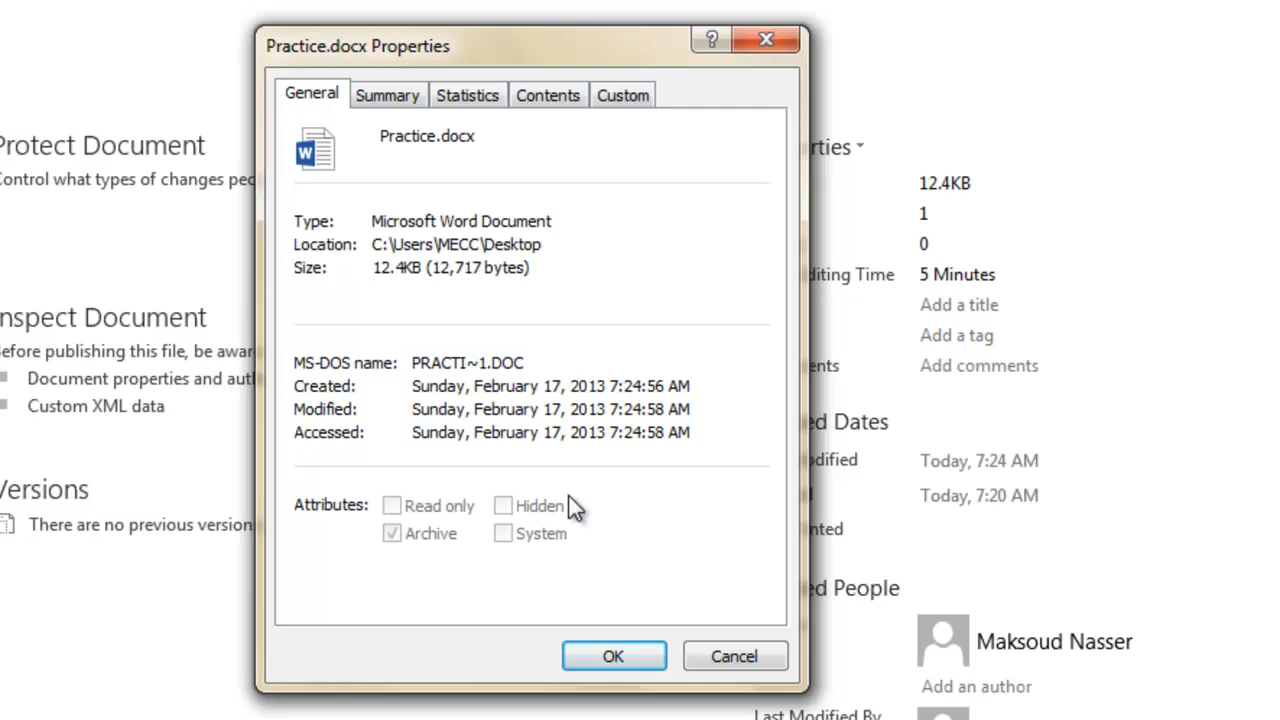 Practice.docx Properties
General Summary Statistics Contents Custom
Practice.docx
Type: Microsoft Word Document
Location: C:\Users\MECC\Desktop
Size: 12.4KB (12,717 bytes)
MS-DOS name: PRACTI~1.DOC
Created: Sunday, February 17, 2013 7:24:56 AM
Modified: Sunday, February 17, 2013 7:24:58 AM
Accessed: Sunday, February 17, 2013 7:24:58 AM
Attributes: Read only Hidden
Archive System
OK Cancel
Protect Document
Control what types of changes peo
nspect Document
Before publishing this file, be awar
Document properties and aut
Custom XML data
Versions
There are no previous version
rties
12.4KB
1
0
diting Time 5 Minutes
Add a title
Add a tag
ents Add comments
ed Dates
odified Today, 7:24 AM
d Today, 7:20 AM
inted
ed People
Maksoud Nasser
Add an author
Last Modified By